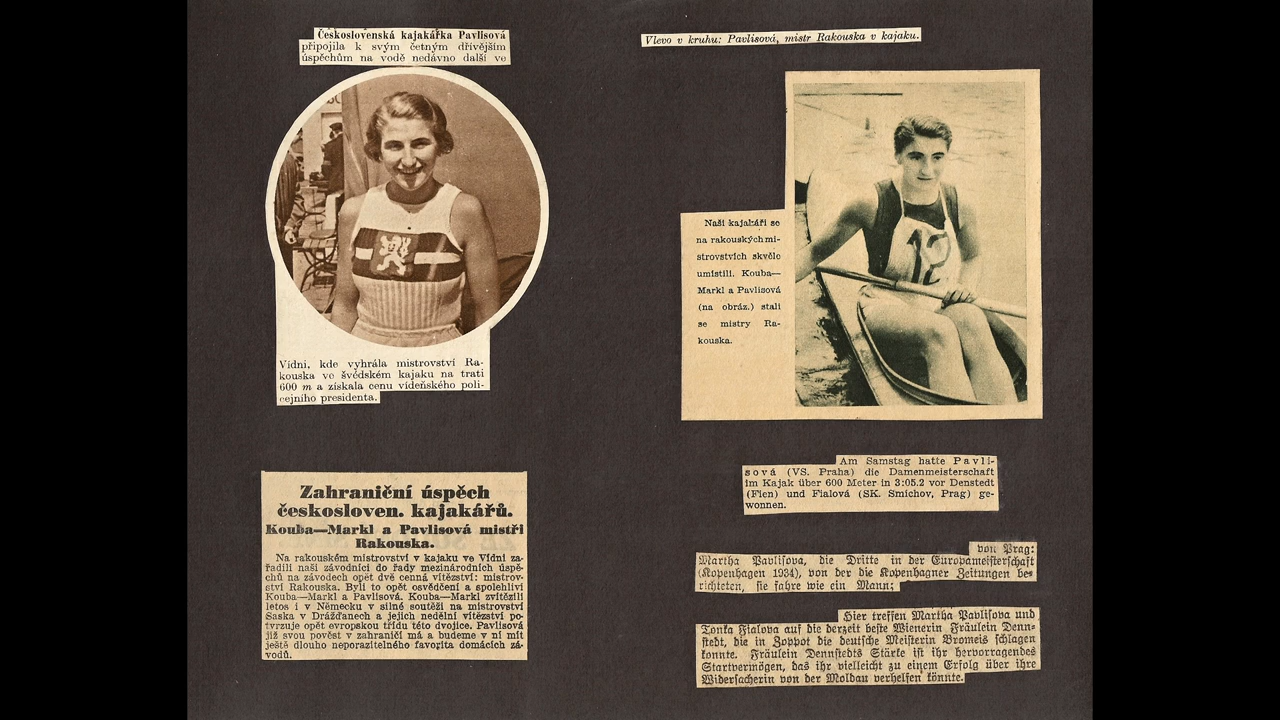 Československá kajakářka Pavlisová
připojila k svým četným dřívějším
úspěchům na vodě nedávno další ve
Vídni, kde vyhrála mistrovství Ra-
kouska ve švédském kajaku na trati
600 m a získala cenu vídeňského poli-
cejního presidenta.
Zahraniční úspěch
českosloven. kajakářů.
Kouba—Markl a Pavlisová mistři
Rakouska.
Na rakouském mistrovství v kajaku ve Vídni za-
řadili naši závodníci do řady mezinárodních úspě-
chů na závodech opět dvě cenná vítězství: mistrov-
ství Rakouska. Byli to opět osvědčení a spolehliví
Kouba—Markl a Pavlisová. Kouba—Markl zvítězili
letos i v Německu v silné soutěži na mistrovství
Saska v Drážďanech a jejich nedělní vítězství po-
tvrzuje opět evropskou třídu této dvojice. Pavlisová
již svou pověst v zahraničí má a budeme v ní mít
ještě dlouho neporazitelného favorita domácích zá-
vodů.
Vlevo v kruhu: Pavlisová, mistr Rakouska v kajaku.
Naši kajakáři se
na rakouských mi-
strovstvích skvěle
umístili. Kouba—
Markl a Pavlisová
(na obráz.) stali
se mistry Ra-
kouska.
12
Am Samstag hatte Pavli-
sová (VS. Praha) die Damenmeisterschaft
im Kajak über 600 Meter in 3:05.2 vor Denstedt
(Fien) und Fialová (SK. Smichov, Prag) ge-
wonnen.
von Prag:
Martha Pavlisova, die Dritte in der Europameisterschaft
(Kopenhagen 1934), von der die Kopenhagner Zeitungen be-
richteten, sie fahre wie ein Mann;
Hier treffen Martha Pavlisova und
Tonka Fialova auf die derzeit beste Wienerin Fräulein Denn-
stedt, die in Zoppot die deutsche Meisterin Bromeis schlagen
konnte. Fräulein Dennstedts Stärke ist ihr hervorragendes
Startvermögen, das ihr vielleicht zu einem Erfolg über ihre
Widersacherin von der Moldau verhelfen könnte.